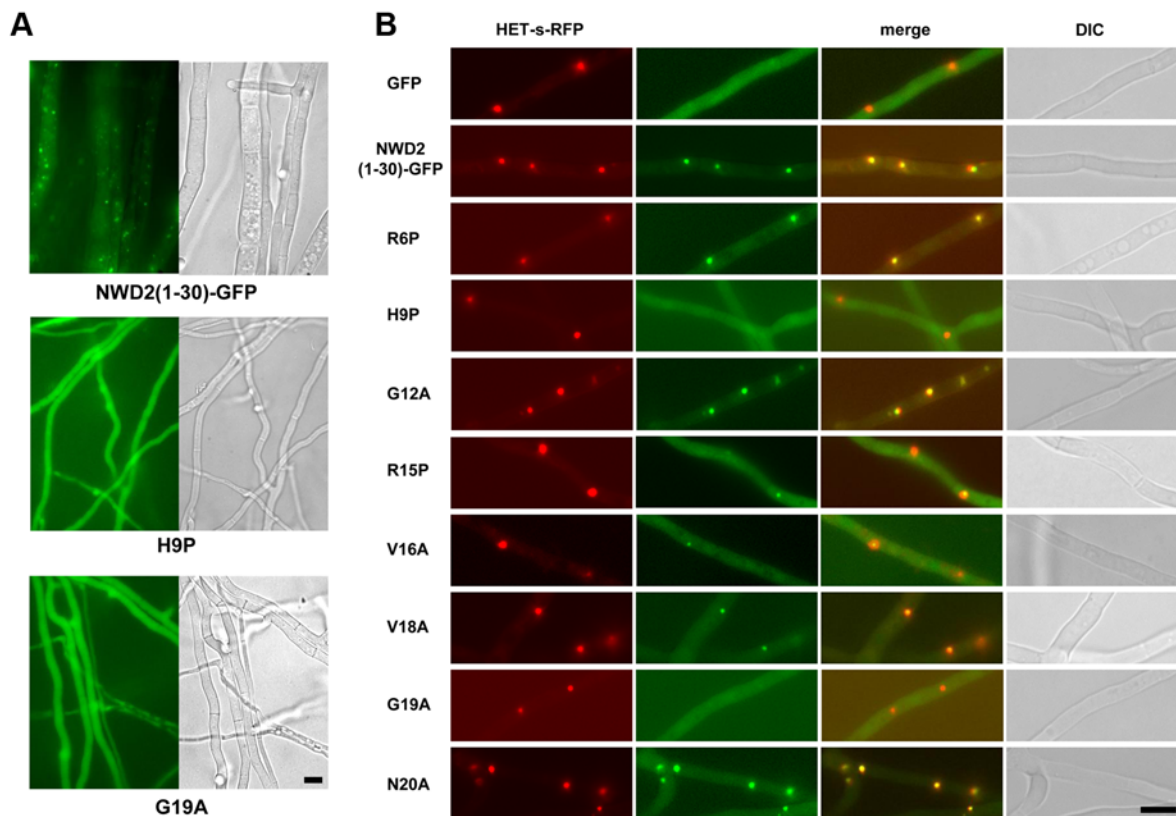 A
NWD2(1-30)-GFP
H9P
G19A
B
HET-s-RFP merge DIC
GFP
NWD2
(1-30)-GFP
R6P
H9P
G12A
R15P
V16A
V18A
G19A
N20A